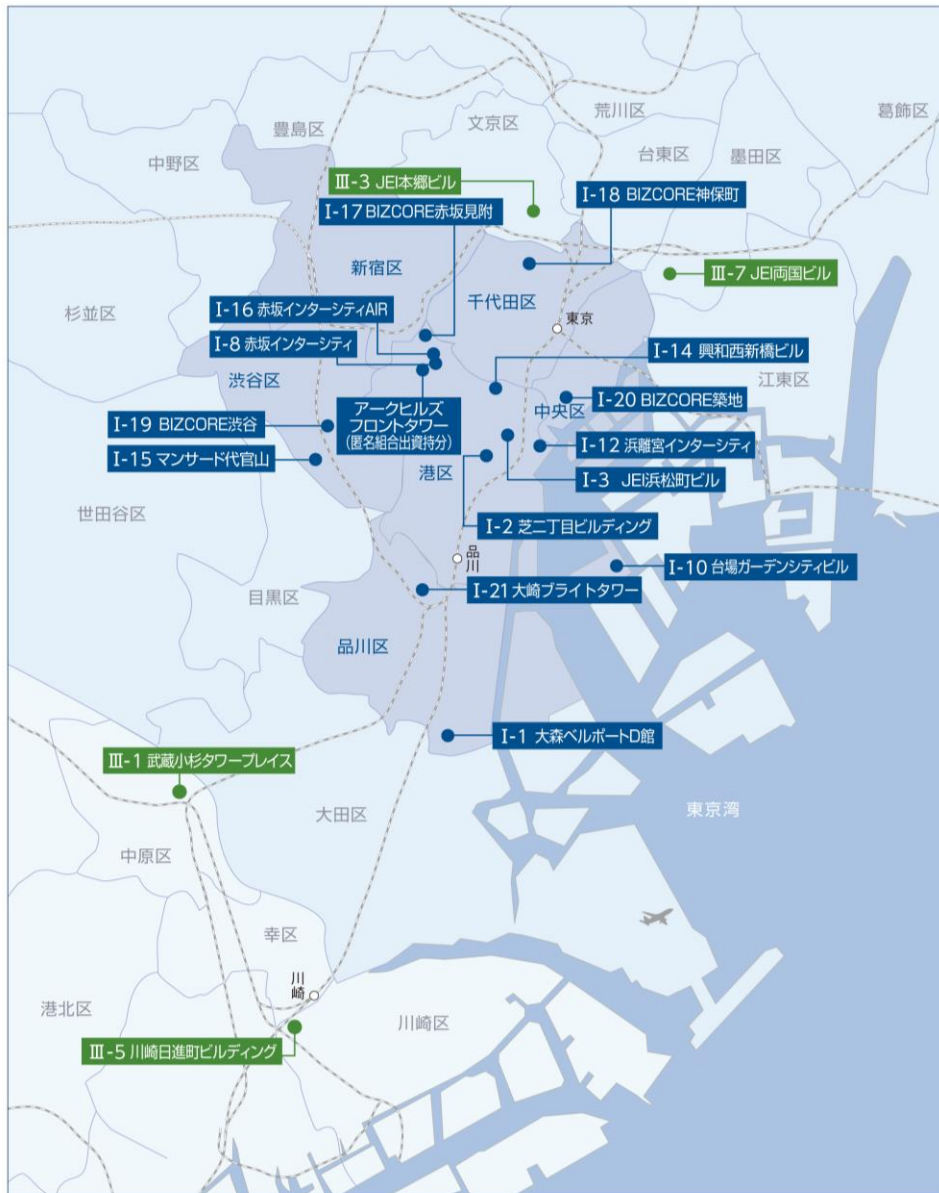 荒川区
葛飾区
豊島区
文京区
台東区
墨田区
中野区
III-3 JEI本郷ビル
I-18 BIZCORE神保町
I-17 BIZCORE赤坂見附
新宿区
III-7 JEI両国ビル
千代田区
杉並区
I-16 赤坂インターシティAIR
東京
I-8 赤坂インターシティ
I-14 興和西新橋ビル
渋谷区
江東区
アークヒルズ
フロントタワー
(匿名組合出資持分)
中央区
I-20 BIZCORE築地
I-19 BIZCORE渋谷
I-12 浜離宮インターシティ
I-15 マンサード代官山
港区
I-3 JEI浜松町ビル
世田谷区
I-2 芝二丁目ビルディング
品川
I-10 台場ガーデンシティビル
目黒区
I-21 大崎ブライトタワー
品川区
I-1 大森ベルポートD館
III-1 武蔵小杉タワープレイス
大田区
東京湾
中原区
幸区
川崎
港北区
川崎区
III-5 川崎日進町ビルディング